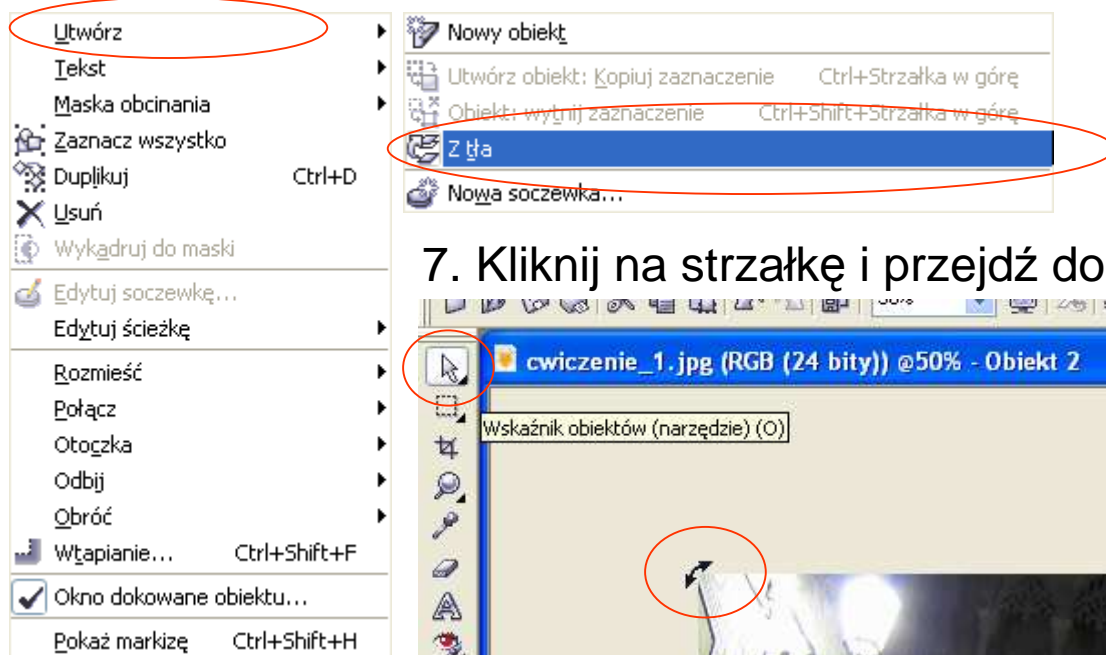 Utwórz
Tekst
Maska obcinania
Zaznacz wszystko
Duplikuj Ctrl+D
Usuń
Wykadruj do maski
Edytuj soczewkę...
Edytuj ścieżkę
Rozmieść
Połącz
Otoczka
Odbij
Obróć
Wtapianie... Ctrl+Shift+F
Okno dokowane obiektu...
Pokaż markizę Ctrl+Shift+H
Nowy obiekt
Utwórz obiekt: Kopiuj zaznaczenie Ctrl+Strzałka w górę
Obiekt: wytnij zaznaczenie Ctrl+Shift+Strzałka w górę
Z tła
Nowa soczewka...
7. Kliknij na strzałkę i przejdź do
50%
cwiczenie_1.jpg (RGB (24 bity)) @50% - Obiekt 2
Wskaźnik obiektów (narzędzie) (O)